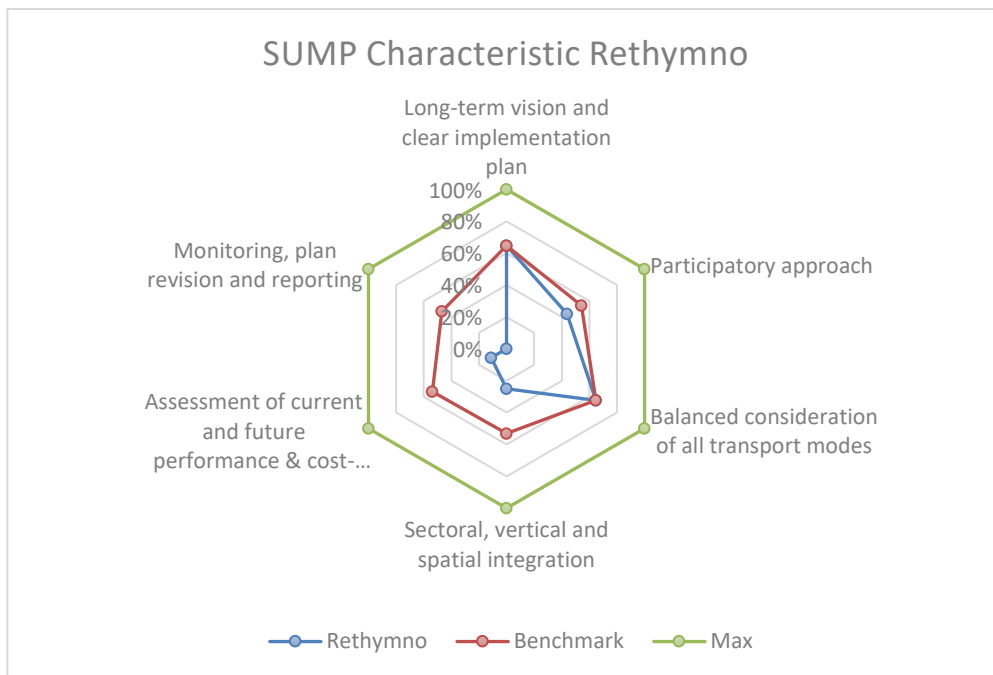 SUMP Characteristic Rethymno
Long-term vision and
clear implementation
plan
100%
80%
60%
40%
20%
0%
Participatory approach
Balanced consideration
of all transport modes
Sectoral, vertical and
spatial integration
Assessment of current
and future
performance & cost-...
Monitoring, plan
revision and reporting
Rethymno
Benchmark
Max